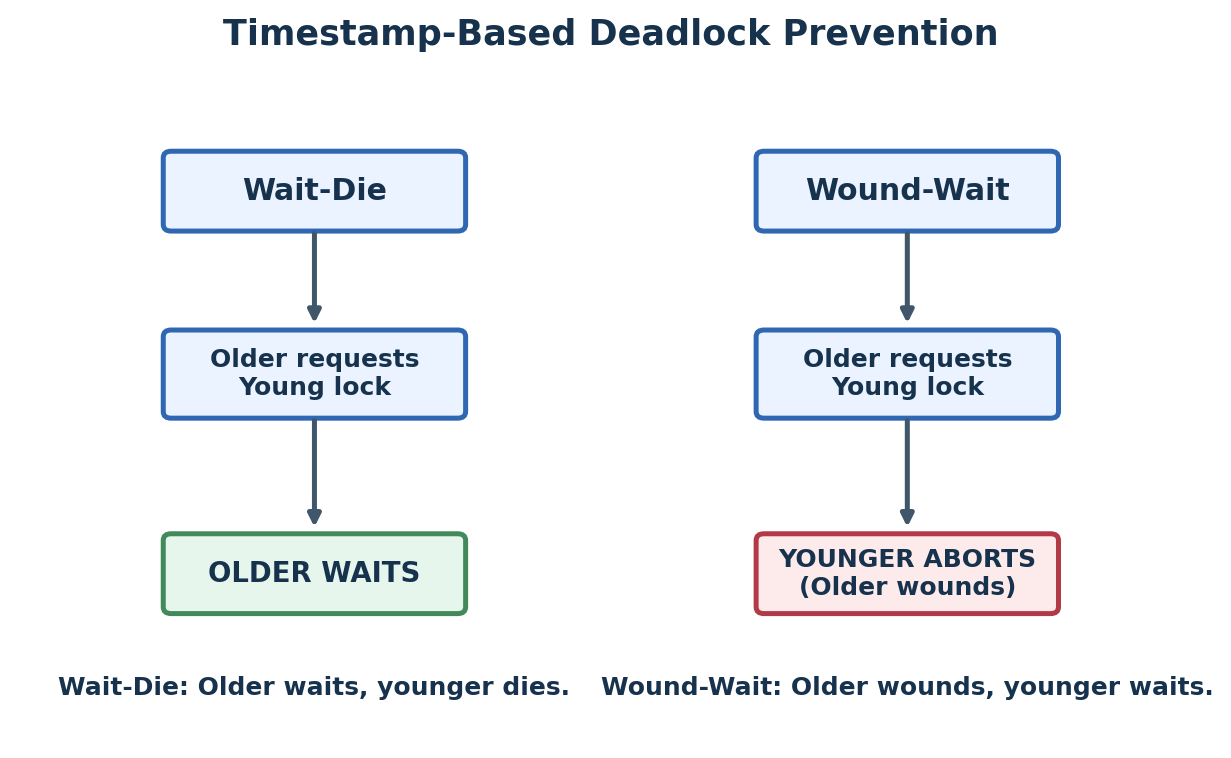 Timestamp-Based Deadlock Prevention
Wait-Die
Wound-Wait
Older requests
Young lock
Older requests
Young lock
OLDER WAITS
YOUNGER ABORTS
(Older wounds)
Wait-Die: Older waits, younger dies.
Wound-Wait: Older wounds, younger waits.